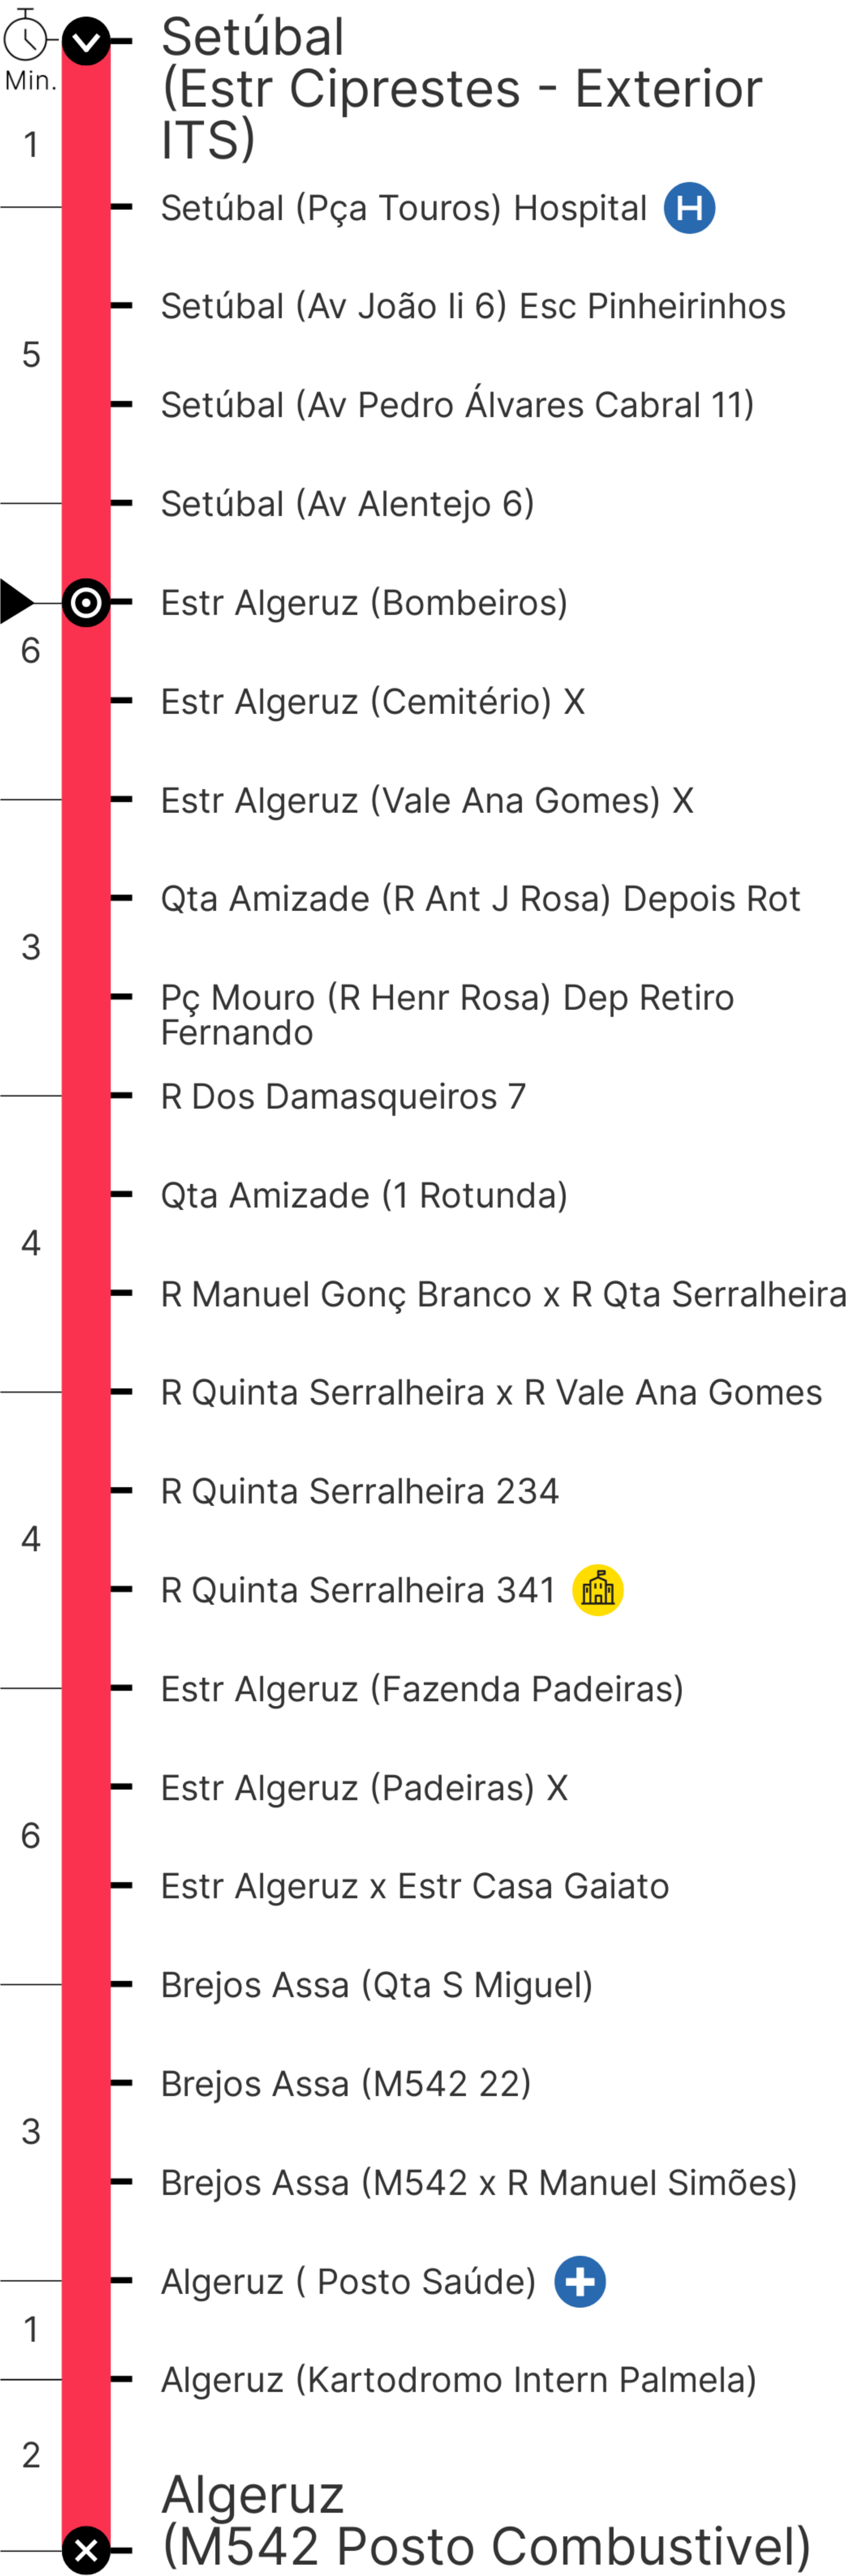 Min.
Setúbal
(Estr Ciprestes - Exterior
ITS)
1
Setúbal (Pça Touros) Hospital H
Setúbal (Av João Ii 6) Esc Pinheirinhos
5
Setúbal (Av Pedro Álvares Cabral 11)
Setúbal (Av Alentejo 6)
Estr Algeruz (Bombeiros)
6
Estr Algeruz (Cemitério) X
Estr Algeruz (Vale Ana Gomes) X
Qta Amizade (R Ant J Rosa) Depois Rot
3
Pç Mouro (R Henr Rosa) Dep Retiro
Fernando
R Dos Damasqueiros 7
Qta Amizade (1 Rotunda)
4
R Manuel Gonç Branco x R Qta Serralheira
R Quinta Serralheira x R Vale Ana Gomes
R Quinta Serralheira 234
4
R Quinta Serralheira 341
Estr Algeruz (Fazenda Padeiras)
Estr Algeruz (Padeiras) X
6
Estr Algeruz x Estr Casa Gaiato
Brejos Assa (Qta S Miguel)
Brejos Assa (M542 22)
3
Brejos Assa (M542 x R Manuel Simões)
Algeruz ( Posto Saúde)
1
Algeruz (Kartodromo Intern Palmela)
2
Algeruz
(M542 Posto Combustivel)